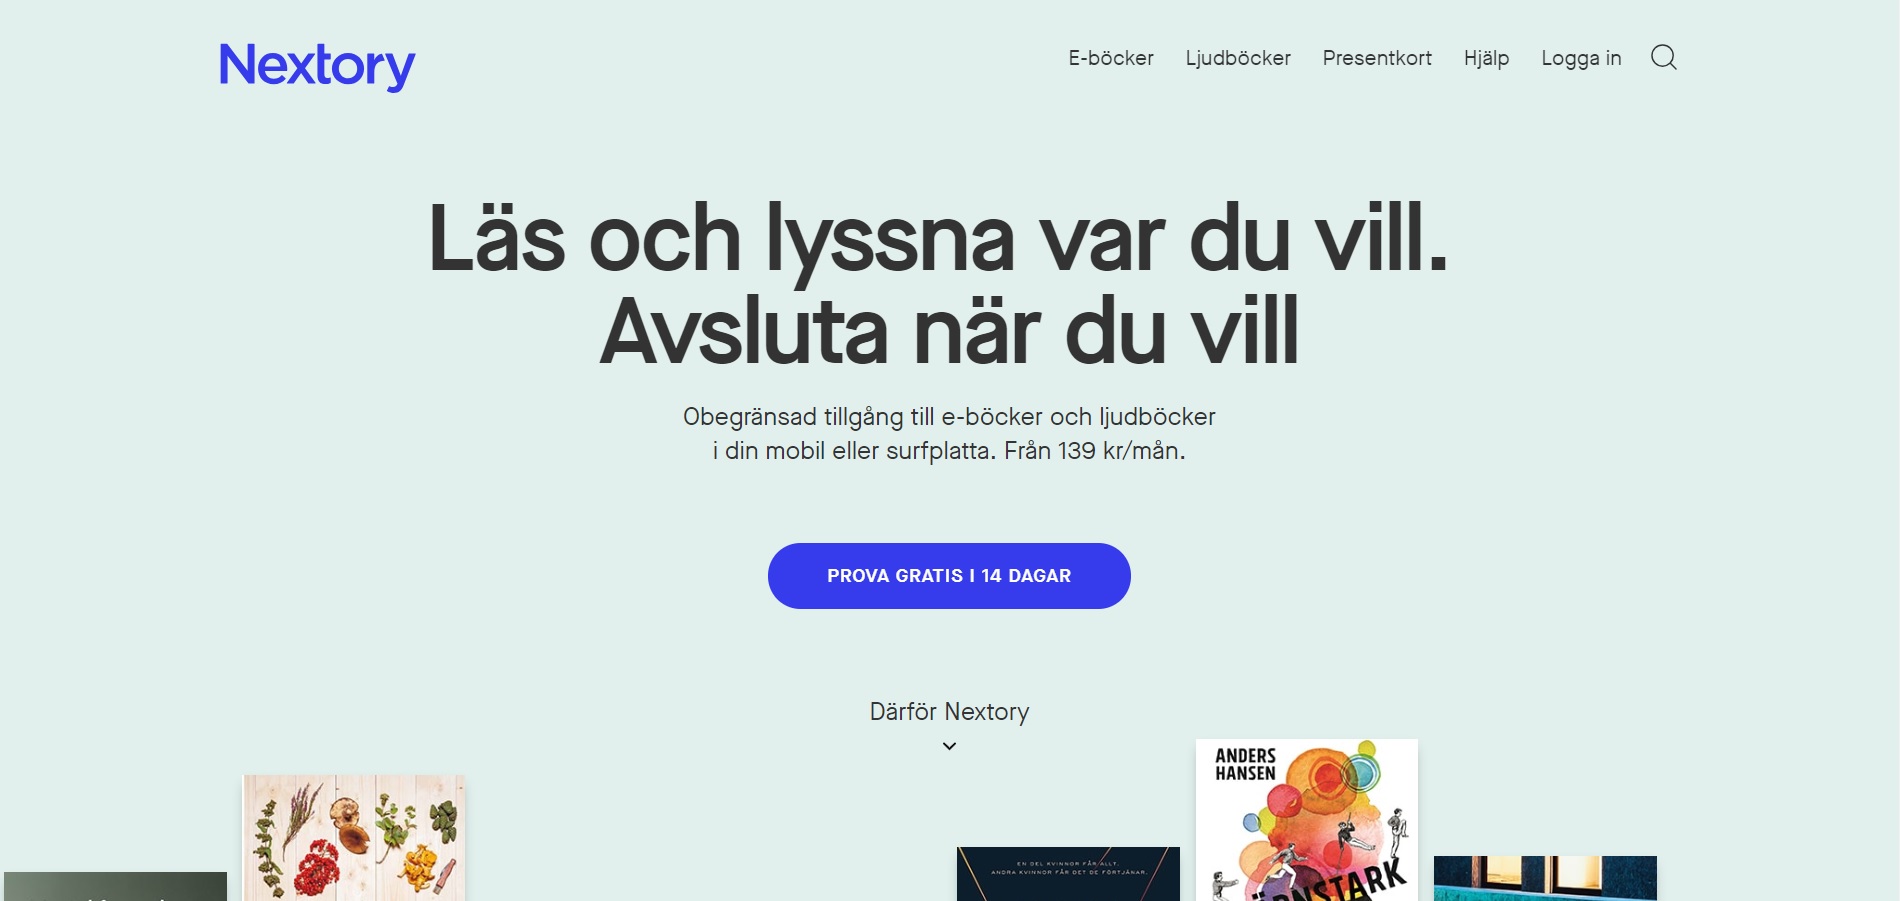 Nextory
E-böcker Ljudböcker Presentkort Hjälp Logga in
Läs och lyssna var du vill.
Avsluta när du vill
Obegränsad tillgång till e-böcker och ljudböcker
i din mobil eller surfplatta. Från 139 kr/mån.
PROVA GRATIS I 14 DAGAR
Därför Nextory
ANDERS
HANSEN
EN DEL KVINNOR FÅR ALLT.
ANDRA KVINNOR FÅR DET DE FÖRTJÄNAR.